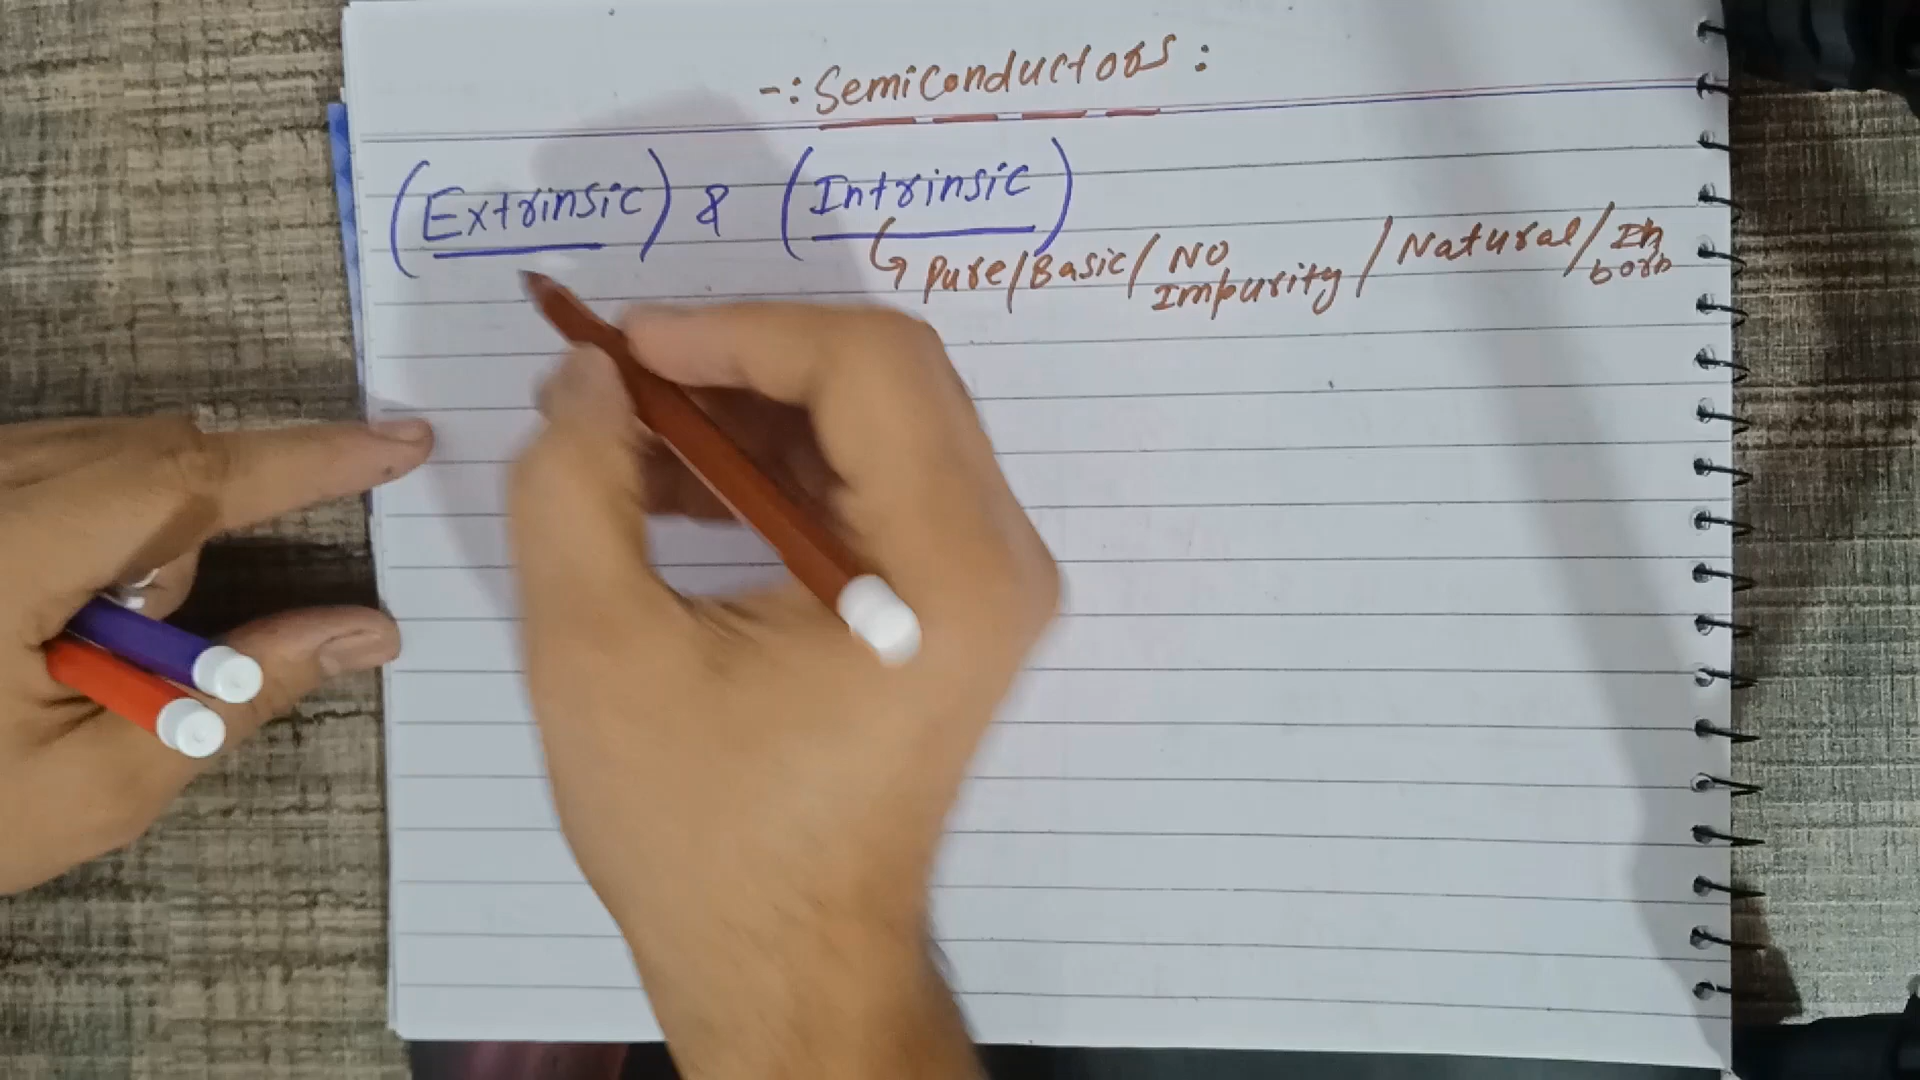 -: Semiconductors :
(Extrinsic) & (Intrinsic)
Pure/Basic/ NO Impurity / Natural / In born